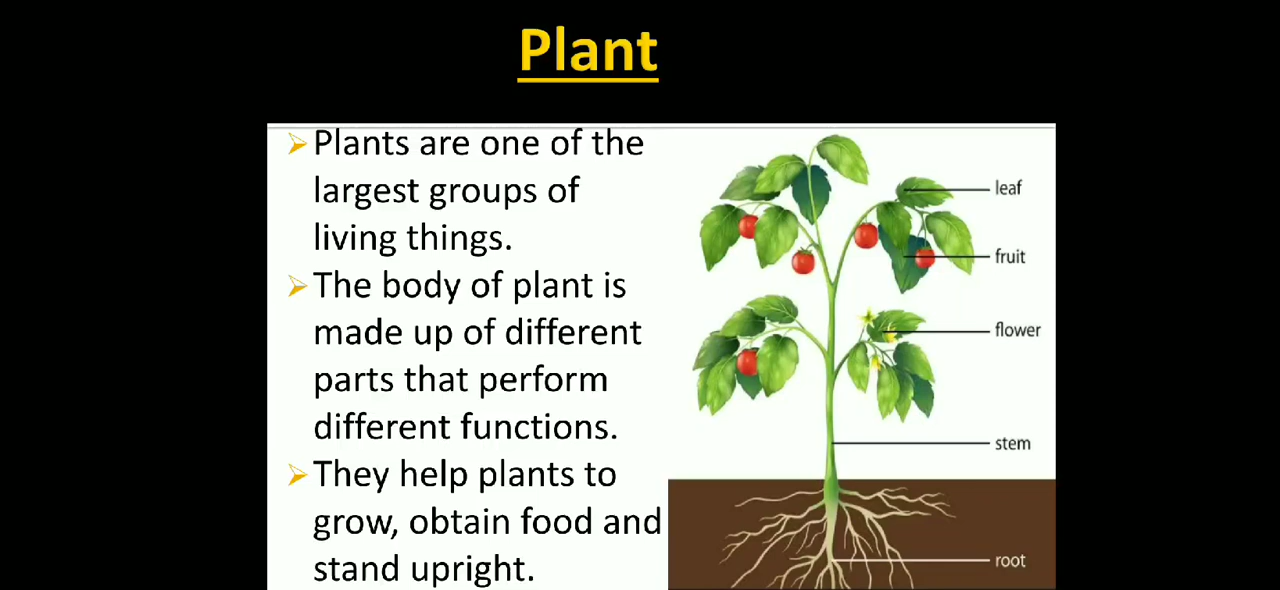 Plant
Plants are one of the
largest groups of
living things.
The body of plant is
made up of different
parts that perform
different functions.
They help plants to
grow, obtain food and
stand upright.
leaf
fruit
flower
stem
root